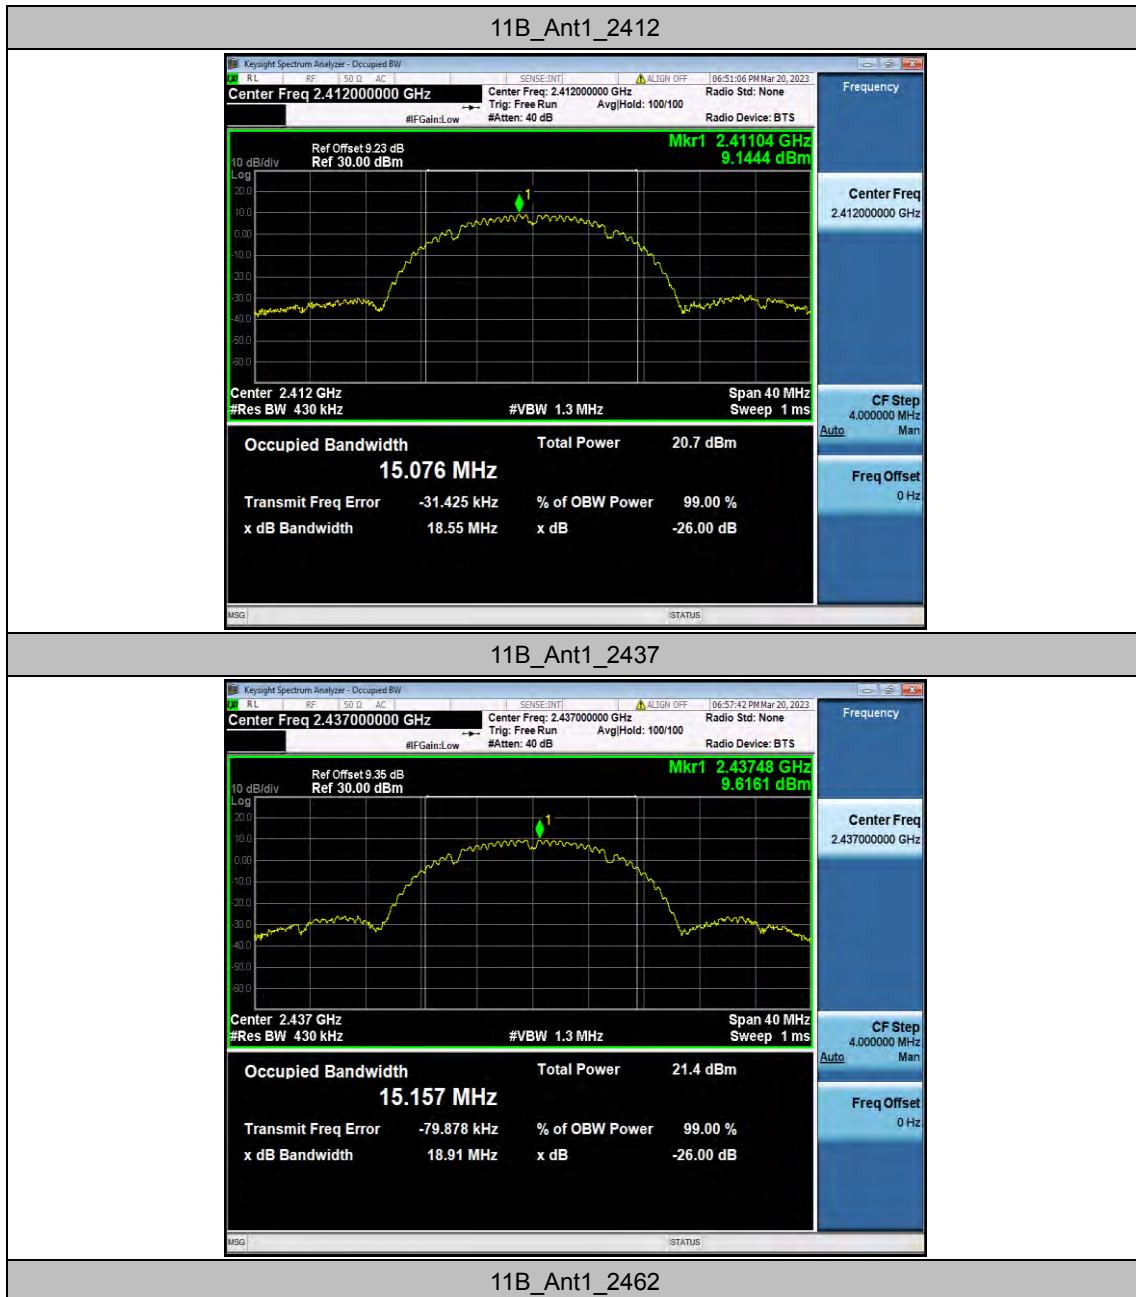 11B_Ant1_2412
Keysight Spectrum Analyzer - Occupied BW
RL RF 50 Ω AC SENSE:INT ALIGN OFF 06:51:06 PM Mar 20, 2023
Center Freq 2.412000000 GHz
Center Freq: 2.412000000 GHz Radio Std: None
Trig: Free Run Avg|Hold: 100/100
#IFGain:Low #Atten: 40 dB Radio Device: BTS
Frequency
Mkr1 2.41104 GHz
9.1444 dBm
Ref Offset 9.23 dB
10 dB/div Ref 30.00 dBm
Log
20.0
10.0
0.00
-10.0
-20.0
-30.0
-40.0
-50.0
-60.0
1
Center 2.412 GHz Span 40 MHz
#Res BW 430 kHz #VBW 1.3 MHz Sweep 1 ms
Center Freq
2.412000000 GHz
CF Step
4.000000 MHz
Auto Man
Freq Offset
0 Hz
Occupied Bandwidth Total Power 20.7 dBm
15.076 MHz
Transmit Freq Error -31.425 kHz % of OBW Power 99.00 %
x dB Bandwidth 18.55 MHz x dB -26.00 dB
MSG STATUS
11B_Ant1_2437
Keysight Spectrum Analyzer - Occupied BW
RL RF 50 Ω AC SENSE:INT ALIGN OFF 06:57:42 PM Mar 20, 2023
Center Freq 2.437000000 GHz
Center Freq: 2.437000000 GHz Radio Std: None
Trig: Free Run Avg|Hold: 100/100
#IFGain:Low #Atten: 40 dB Radio Device: BTS
Frequency
Mkr1 2.43748 GHz
9.6161 dBm
Ref Offset 9.35 dB
10 dB/div Ref 30.00 dBm
Log
20.0
10.0
0.00
-10.0
-20.0
-30.0
-40.0
-50.0
-60.0
1
Center 2.437 GHz Span 40 MHz
#Res BW 430 kHz #VBW 1.3 MHz Sweep 1 ms
Center Freq
2.437000000 GHz
CF Step
4.000000 MHz
Auto Man
Freq Offset
0 Hz
Occupied Bandwidth Total Power 21.4 dBm
15.157 MHz
Transmit Freq Error -79.878 kHz % of OBW Power 99.00 %
x dB Bandwidth 18.91 MHz x dB -26.00 dB
MSG STATUS
11B_Ant1_2462